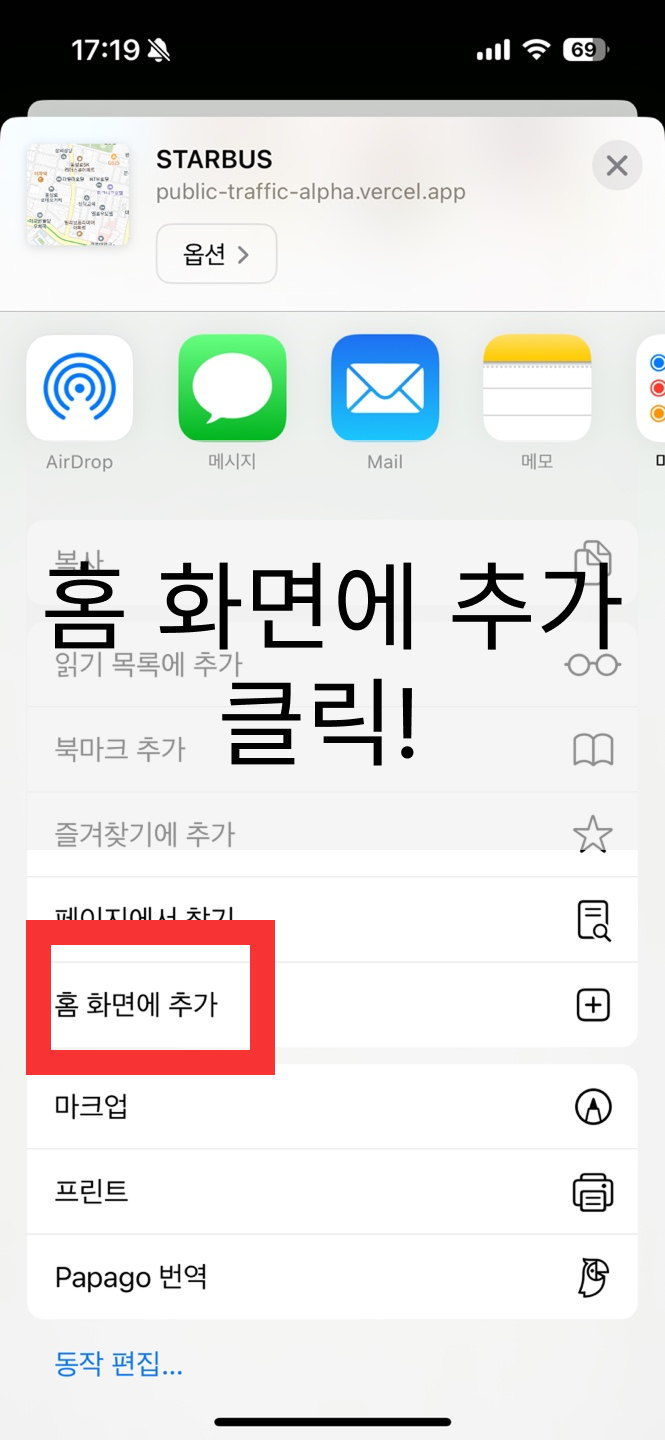 17:19
69
STARBUS
public-traffic-alpha.vercel.app
옵션
AirDrop
메시지
Mail
메모
복사
홈 화면에 추가
읽기 목록에 추가
클릭!
북마크 추가
즐겨찾기에 추가
페이지에서 찾기
홈 화면에 추가
마크업
프린트
Papago 번역
동작 편집...